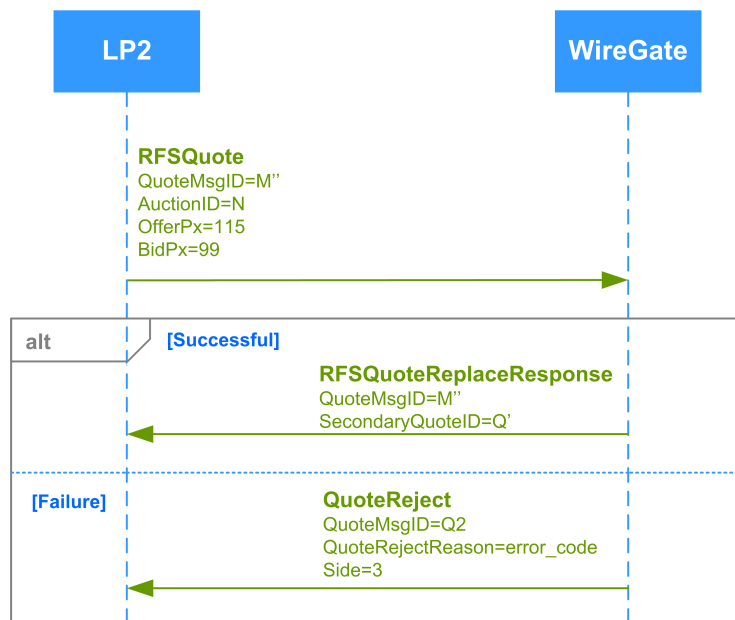 LP2
WireGate
RFSQuote
QuoteMsgID=M’’
AuctionID=N
OfferPx=115
BidPx=99
alt
[Successful]
RFSQuoteReplaceResponse
QuoteMsgID=M’’
SecondaryQuoteID=Q’
[Failure]
QuoteReject
QuoteMsgID=Q2
QuoteRejectReason=error_code
Side=3